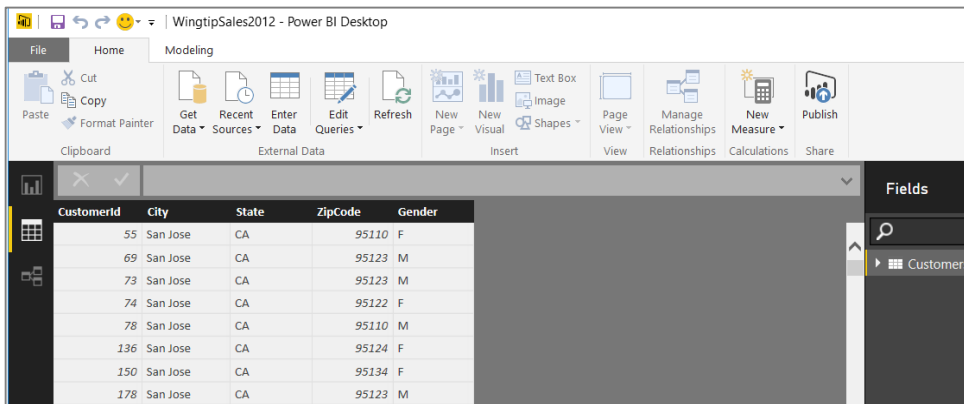 WingtipSales2012 - Power BI Desktop
File Home Modeling
Paste
Cut
Copy
Format Painter
Clipboard
Get Data
Recent Sources
Enter Data
Edit Queries
Refresh
External Data
New Page
New Visual
Text Box
Image
Shapes
Insert
Page View
View
Manage Relationships
Relationships
New Measure
Calculations
Publish
Share
Fields
CustomerId City State ZipCode Gender
55 San Jose CA 95110 F
69 San Jose CA 95123 M
Customer
73 San Jose CA 95123 M
74 San Jose CA 95122 F
78 San Jose CA 95110 M
136 San Jose CA 95124 F
150 San Jose CA 95134 F
178 San Jose CA 95123 M